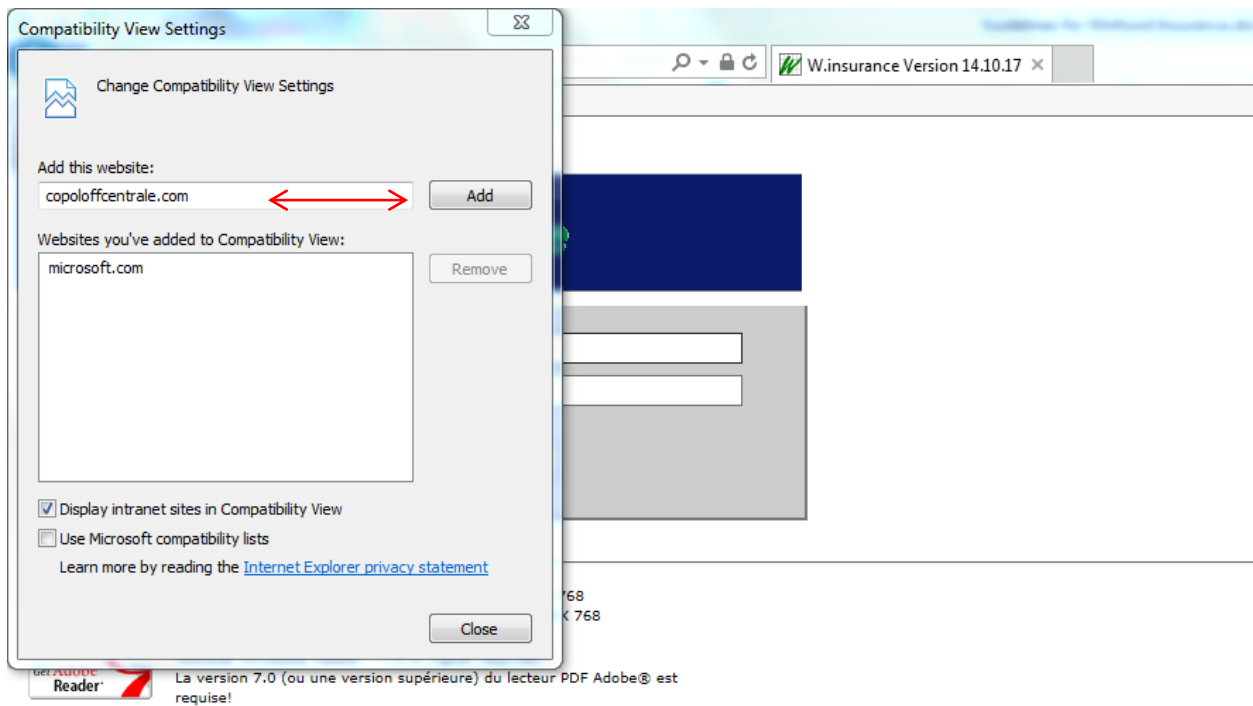 Compatibility View Settings
Change Compatibility View Settings
Add this website:
copoloffcentrale.com
Add
Websites you've added to Compatibility View:
microsoft.com
Remove
Display intranet sites in Compatibility View
Use Microsoft compatibility lists
Learn more by reading the Internet Explorer privacy statement
Close
W.insurance Version 14.10.17
768
X 768
Get Adobe
Reader
La version 7.0 (ou une version supérieure) du lecteur PDF Adobe® est
requise!